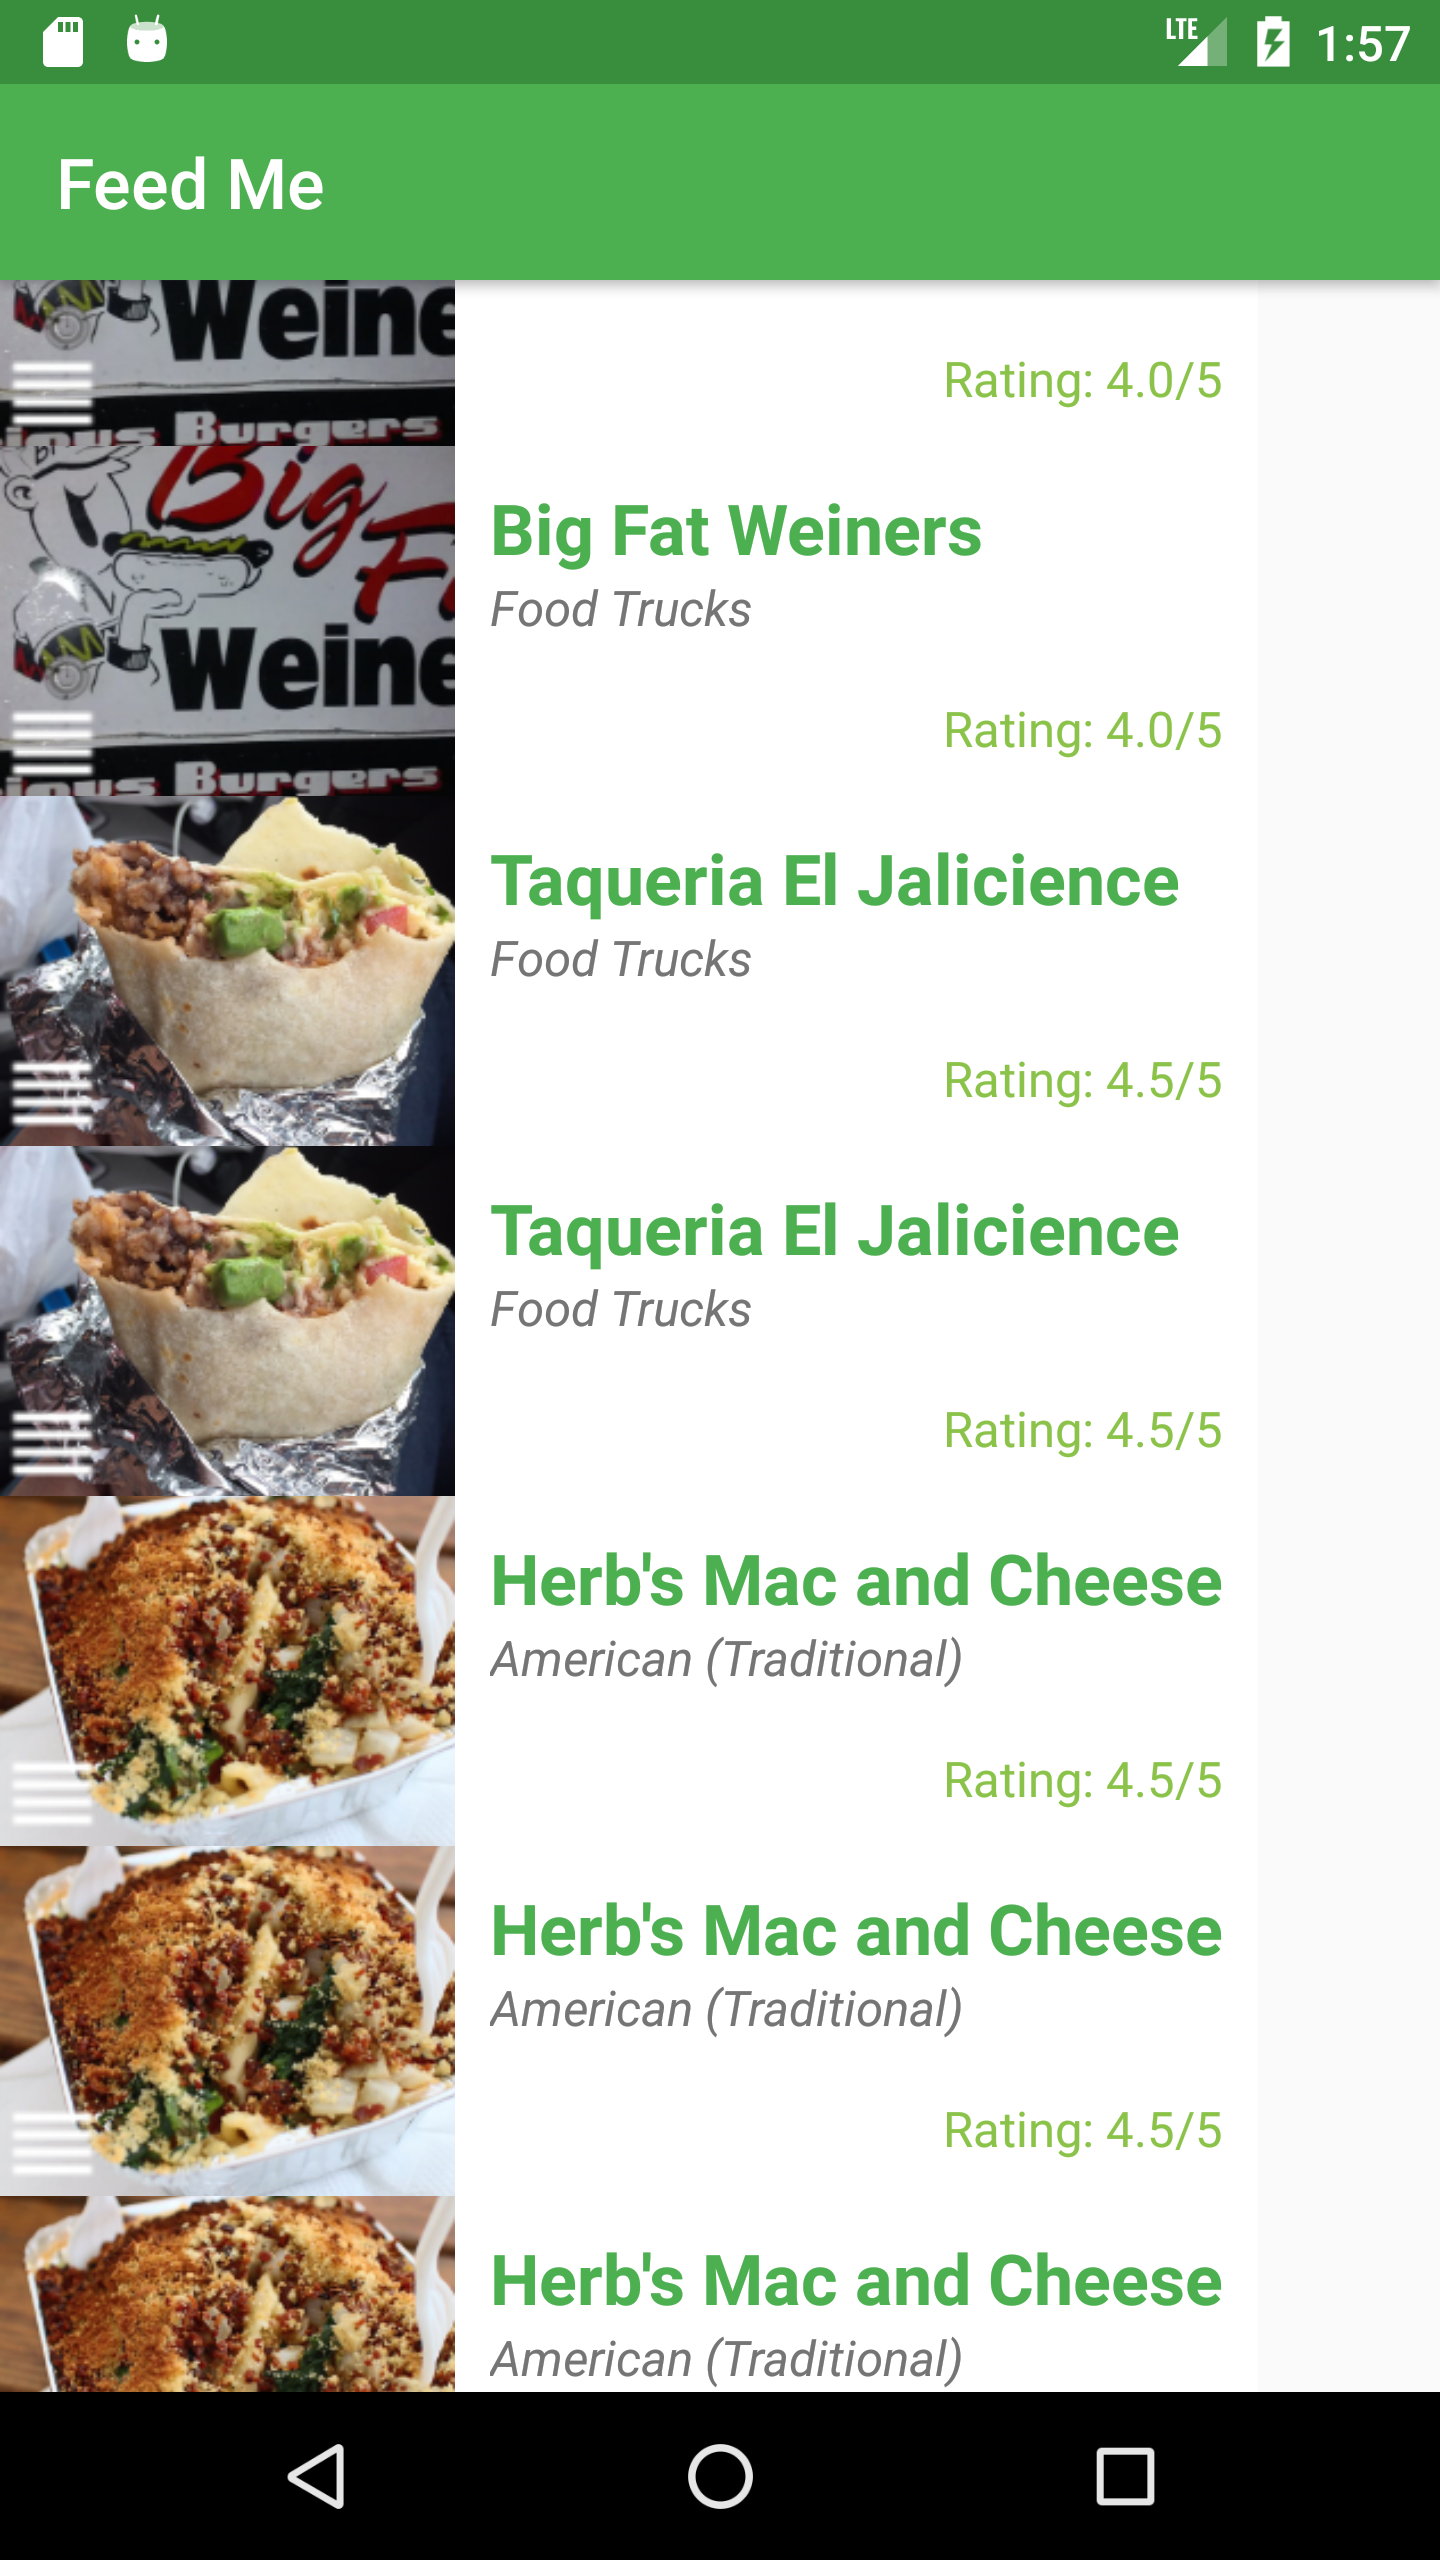 LTE 1:57
Feed Me
Weine
Burgers
Rating: 4.0/5
Big
Weine
Burgers
Big Fat Weiners
Food Trucks
Rating: 4.0/5
Taqueria El Jalicience
Food Trucks
Rating: 4.5/5
Taqueria El Jalicience
Food Trucks
Rating: 4.5/5
Herb's Mac and Cheese
American (Traditional)
Rating: 4.5/5
Herb's Mac and Cheese
American (Traditional)
Rating: 4.5/5
Herb's Mac and Cheese
American (Traditional)